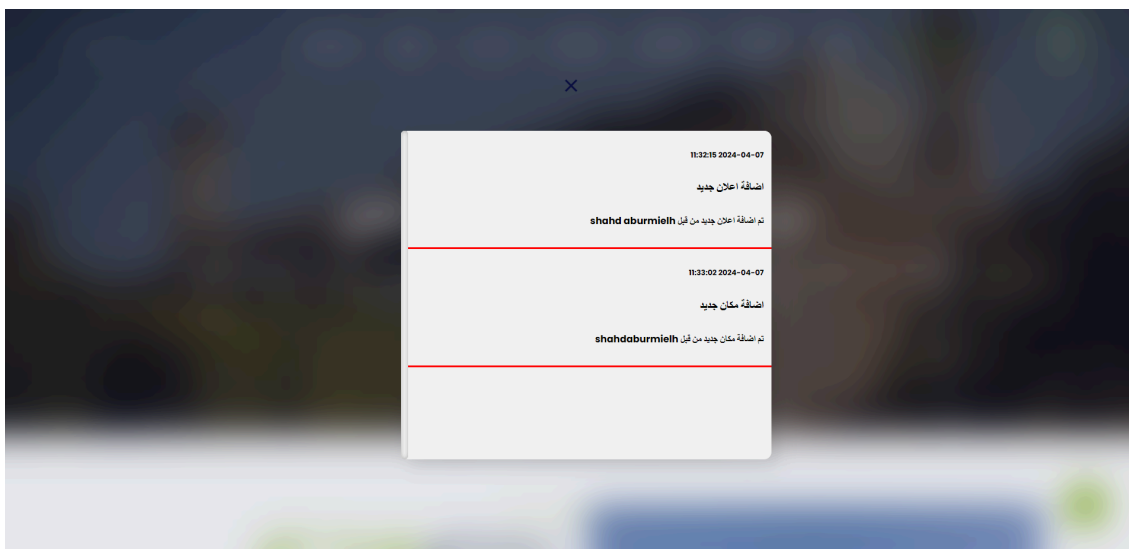 11:32:15 2024-04-07
اضافة اعلان جديد
تم اضافة اعلان جديد من قبل shahd aburmielh
11:33:02 2024-04-07
اضافة مكان جديد
تم اضافة مكان جديد من قبل shahdaburmielh